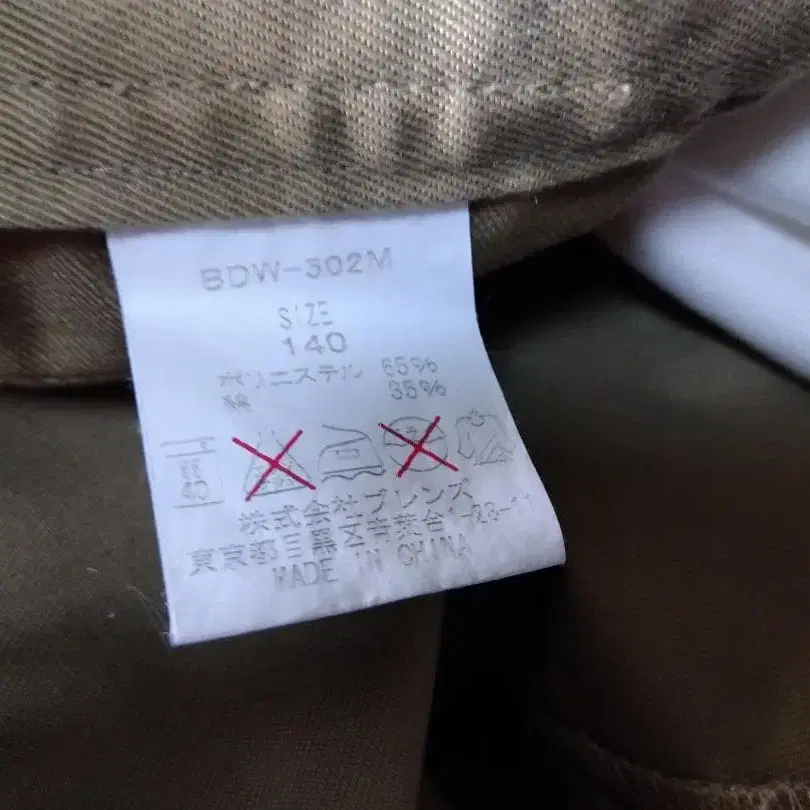 BDW-302M
SIZE
140
ポリエステル 65%
綿 35%
株式会社ブレンズ
東京都目黒区青葉台1-23-11
MADE IN CHINA